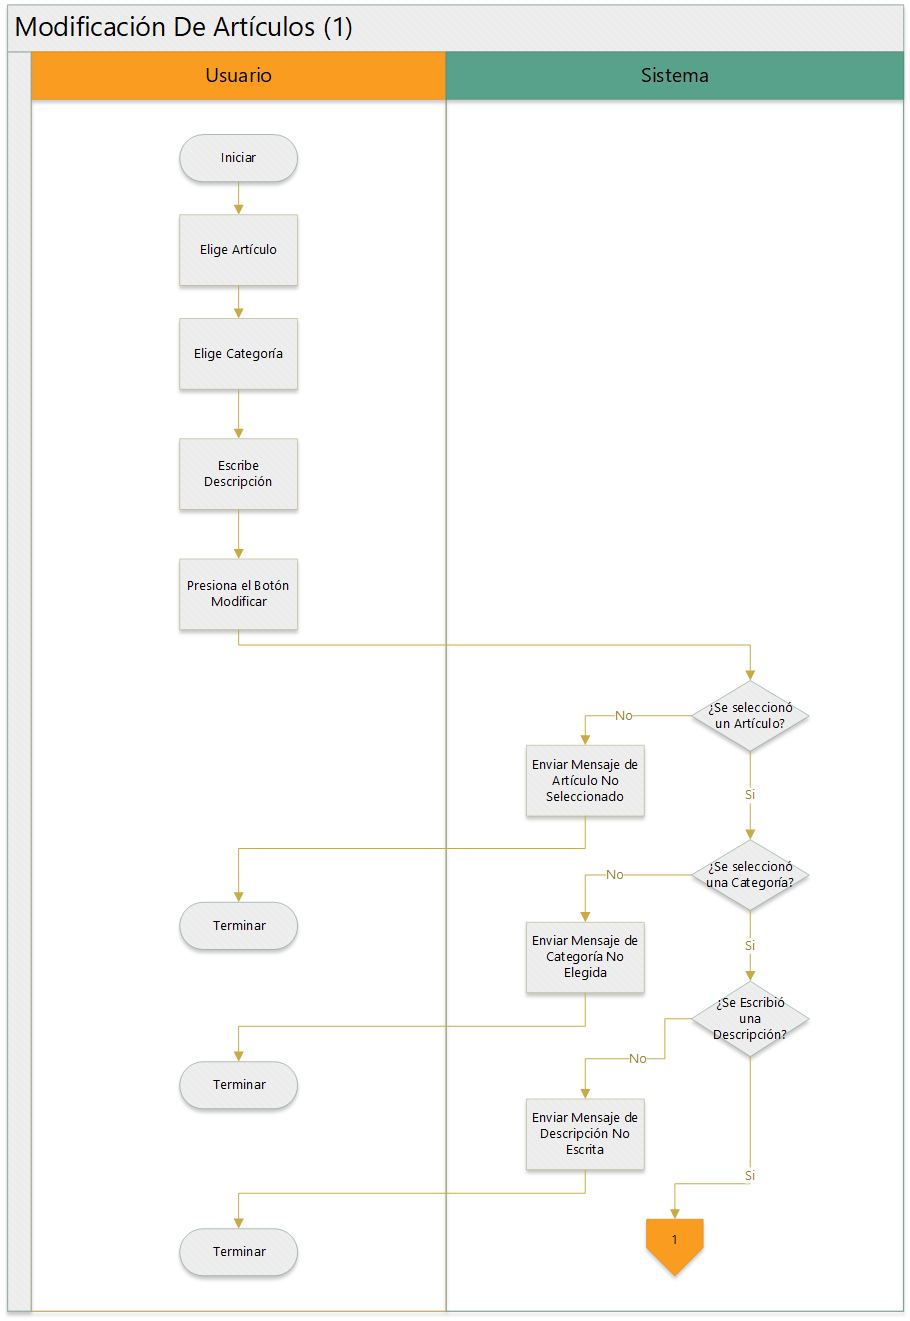 Modificación De Artículos (1)
Usuario
Sistema
Iniciar
Elige Artículo
Elige Categoría
Escribe
Descripción
Presiona el Botón
Modificar
¿Se seleccionó
un Artículo?
No
Enviar Mensaje de
Artículo No
Seleccionado
Si
¿Se seleccionó
una Categoría?
No
Terminar
Enviar Mensaje de
Categoría No
Elegida
Si
¿Se Escribió
una
Descripción?
No
Terminar
Enviar Mensaje de
Descripción No
Escrita
Si
1
Terminar